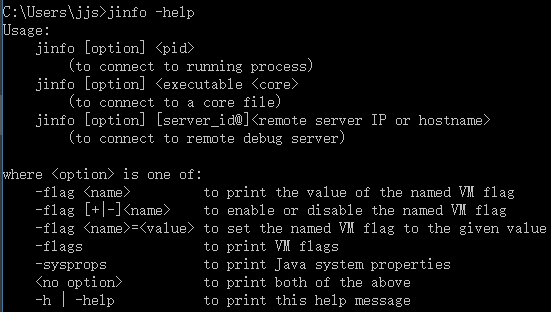 C:\Users\jjs>jinfo -help
Usage:
    jinfo [option] <pid>
        (to connect to running process)
    jinfo [option] <executable <core>
        (to connect to a core file)
    jinfo [option] [server_id@]<remote server IP or hostname>
        (to connect to remote debug server)

where <option> is one of:
    -flag <name>         to print the value of the named VM flag
    -flag [+|-]<name>    to enable or disable the named VM flag
    -flag <name>=<value> to set the named VM flag to the given value
    -flags               to print VM flags
    -sysprops            to print Java system properties
    <no option>          to print both of the above
    -h | -help           to print this help message